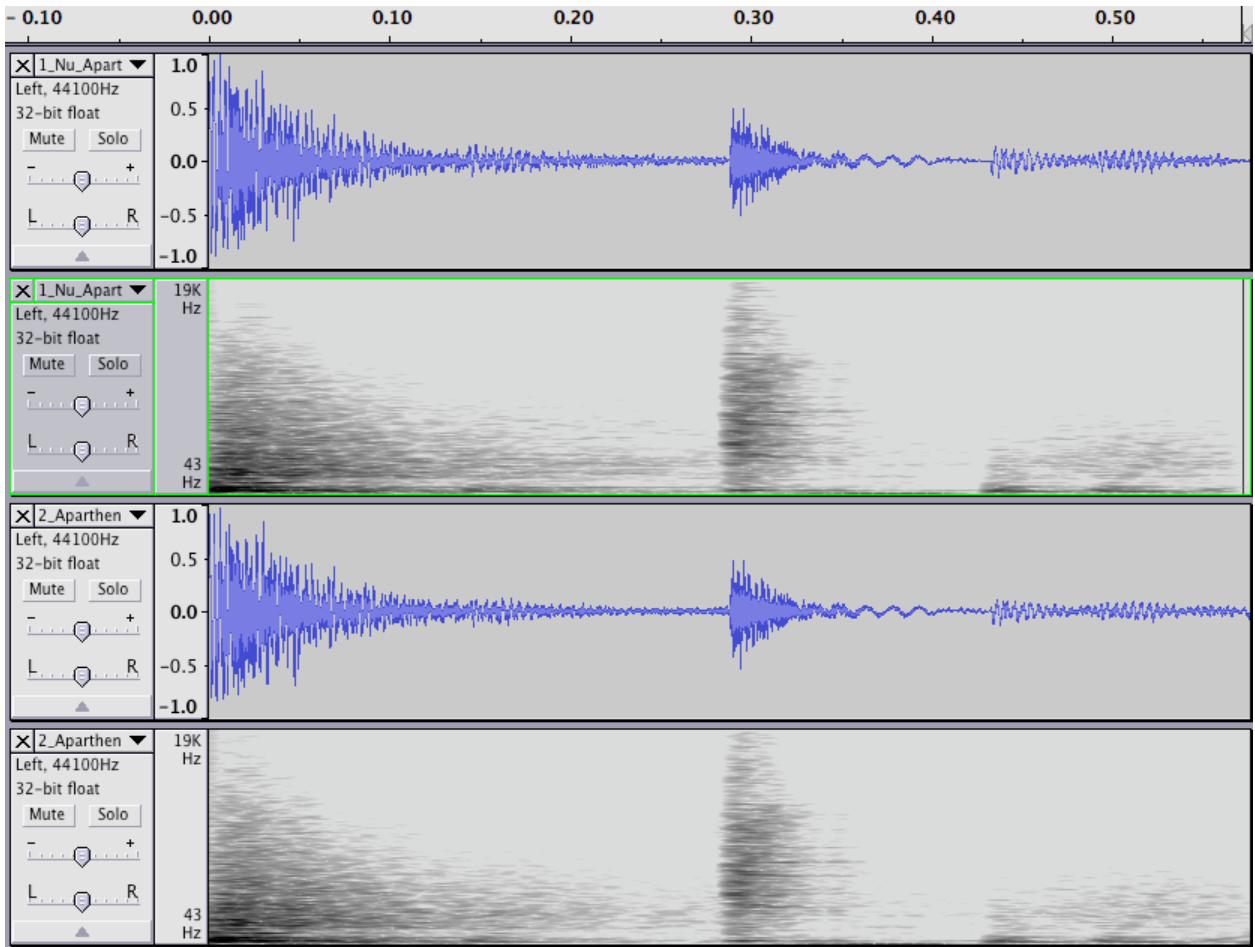 - 0.10 0.00 0.10 0.20 0.30 0.40 0.50
X 1_Nu_Apart ▼ 1.0
Left, 44100Hz
32-bit float
0.5
Mute Solo
- +
0.0
L R
-0.5
-1.0
X 1_Nu_Apart ▼ 19K
Hz
Left, 44100Hz
32-bit float
Mute Solo
- +
L R
43
Hz
X 2_Aparthen ▼ 1.0
Left, 44100Hz
32-bit float
0.5
Mute Solo
- +
0.0
L R
-0.5
-1.0
X 2_Aparthen ▼ 19K
Hz
Left, 44100Hz
32-bit float
Mute Solo
- +
L R
43
Hz